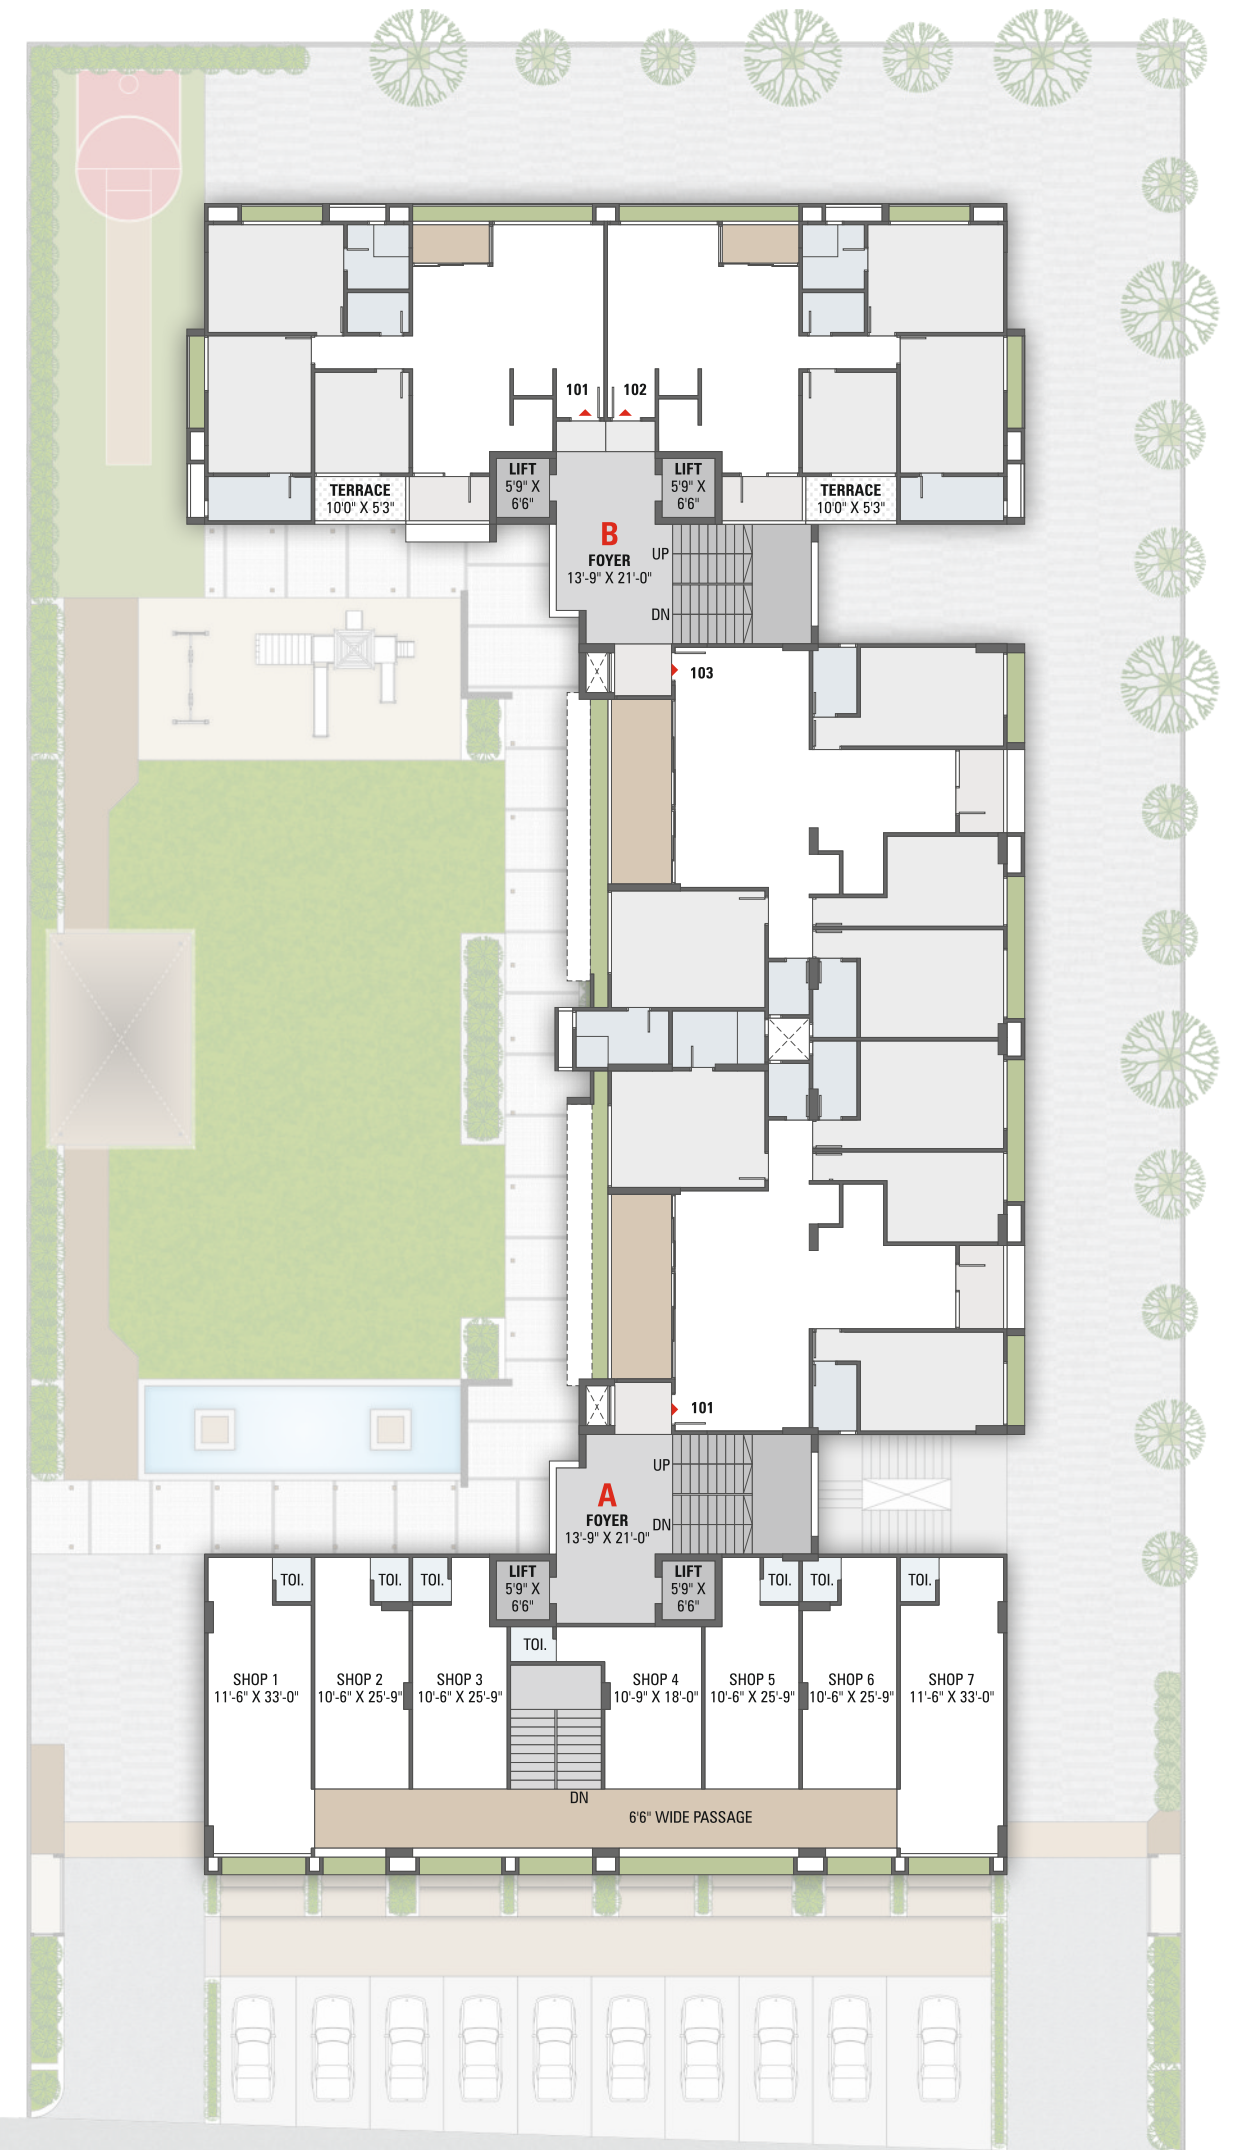 101
102
LIFT
5'9" X
6'6"
LIFT
5'9" X
6'6"
TERRACE
10'0" X 5'3"
TERRACE
10'0" X 5'3"
B
FOYER
13'-9" X 21'-0"
UP
DN
103
101
UP
A
FOYER
13'-9" X 21'-0"
DN
LIFT
5'9" X
6'6"
LIFT
5'9" X
6'6"
TOI.
TOI.
TOI.
TOI.
TOI.
TOI.
TOI.
SHOP 1
11'-6" X 33'-0"
SHOP 2
10'-6" X 25'-9"
SHOP 3
10'-6" X 25'-9"
SHOP 4
10'-9" X 18'-0"
SHOP 5
10'-6" X 25'-9"
SHOP 6
10'-6" X 25'-9"
SHOP 7
11'-6" X 33'-0"
DN
6'6" WIDE PASSAGE